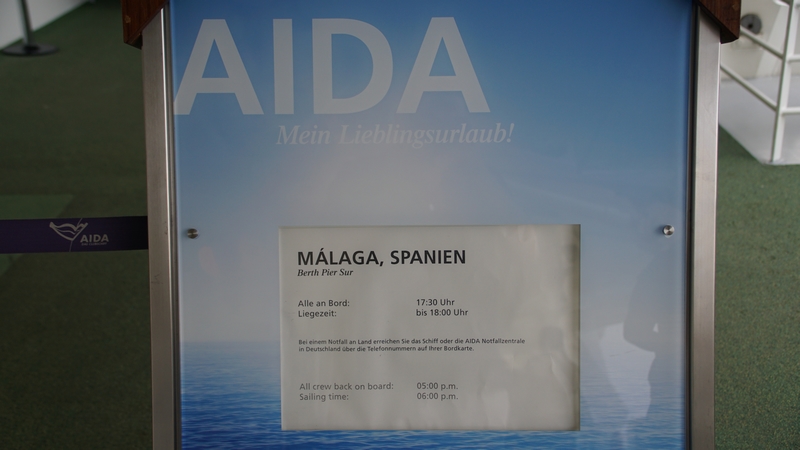 AIDA
Mein Lieblingsurlaub!
AIDA
MÁLAGA, SPANIEN
Berth Pier Sur
Alle an Bord: 17:30 Uhr
Liegezeit: bis 18:00 Uhr
Bei einem Notfall an Land erreichen Sie das Schiff oder die AIDA Notfallzentrale
in Deutschland über die Telefonnummern auf Ihrer Bordkarte.
All crew back on board: 05:00 p.m.
Sailing time: 06:00 p.m.